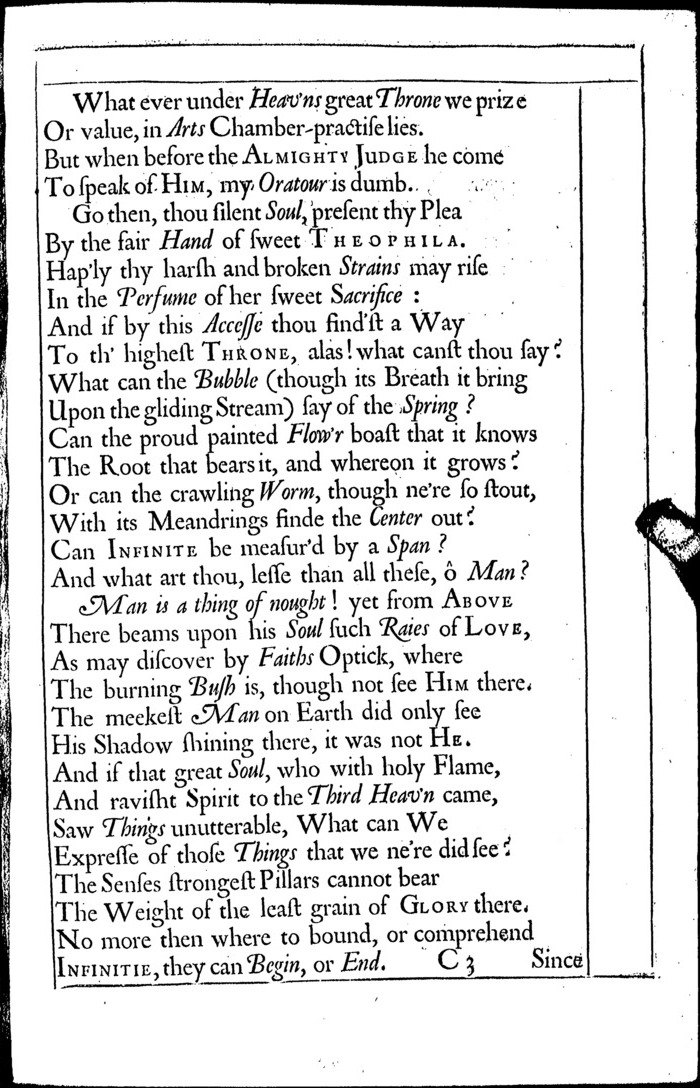 What ever under Heav'ns great Throne we prize
Or value, in Arts Chamber-practiſe lies.
But when before the ALMIGHTY JUDGE he come
To ſpeak of HIM, my Oratour is dumb.
Go then, thou ſilent Soul, preſent thy Plea
By the fair Hand of ſweet THEOPHILA.
Hap'ly thy harſh and broken Strains may riſe
In the Perfume of her ſweet Sacrifice :
And if by this Acceſſe thou find'ſt a Way
To th' higheſt THRONE, alas! what canſt thou ſay?
What can the Bubble (though its Breath it bring
Upon the gliding Stream) ſay of the Spring ?
Can the proud painted Flow'r boaſt that it knows
The Root that bears it, and whereon it grows?
Or can the crawling Worm, though ne're ſo ſtout,
With its Meandrings finde the Center out?
Can INFINITE be meaſur'd by a Span ?
And what art thou, leſſe than all theſe, ô Man ?
Man is a thing of nought ! yet from ABOVE
There beams upon his Soul ſuch Raies of LOVE,
As may diſcover by Faiths Optick, where
The burning Buſh is, though not ſee HIM there.
The meekeſt Man on Earth did only ſee
His Shadow ſhining there, it was not HE.
And if that great Soul, who with holy Flame,
And raviſht Spirit to the Third Heav'n came,
Saw Things unutterable, What can We
Expreſſe of thoſe Things that we ne're did ſee?
The Senſes ſtrongeſt Pillars cannot bear
The Weight of the leaſt grain of GLORY there.
No more then where to bound, or comprehend
INFINITIE, they can Begin, or End. C 3 Since